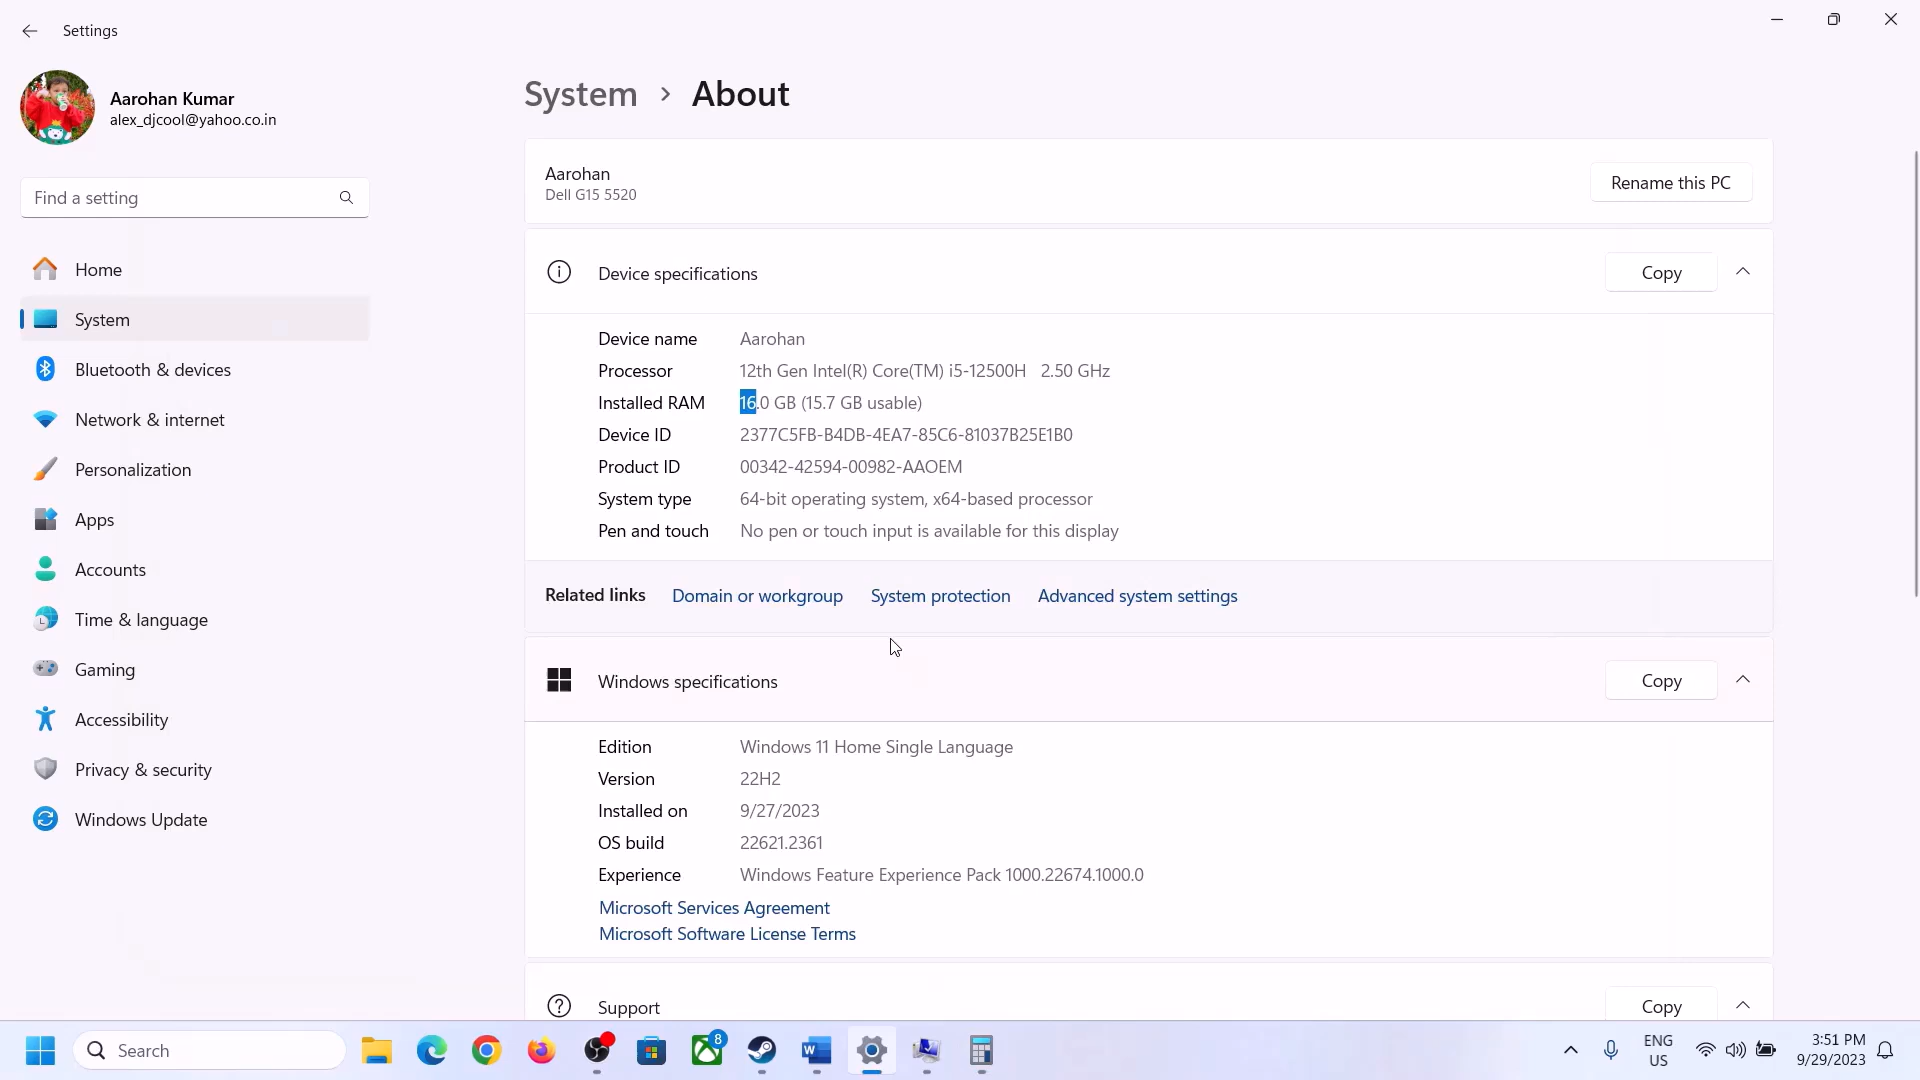 Settings
Aarohan Kumar
alex_djcool@yahoo.co.in
Find a setting
Home
System
Bluetooth & devices
Network & internet
Personalization
Apps
Accounts
Time & language
Gaming
Accessibility
Privacy & security
Windows Update
System > About
Aarohan
Dell G15 5520
Rename this PC
Device specifications
Copy
Device name Aarohan
Processor 12th Gen Intel(R) Core(TM) i5-12500H 2.50 GHz
Installed RAM 16.0 GB (15.7 GB usable)
Device ID 2377C5FB-B4DB-4EA7-85C6-81037B25E1B0
Product ID 00342-42594-00982-AAOEM
System type 64-bit operating system, x64-based processor
Pen and touch No pen or touch input is available for this display
Related links Domain or workgroup System protection Advanced system settings
Windows specifications
Copy
Edition Windows 11 Home Single Language
Version 22H2
Installed on 9/27/2023
OS build 22621.2361
Experience Windows Feature Experience Pack 1000.22674.1000.0
Microsoft Services Agreement
Microsoft Software License Terms
Support
Copy
Search
8
W
ENG
US
3:51 PM
9/29/2023